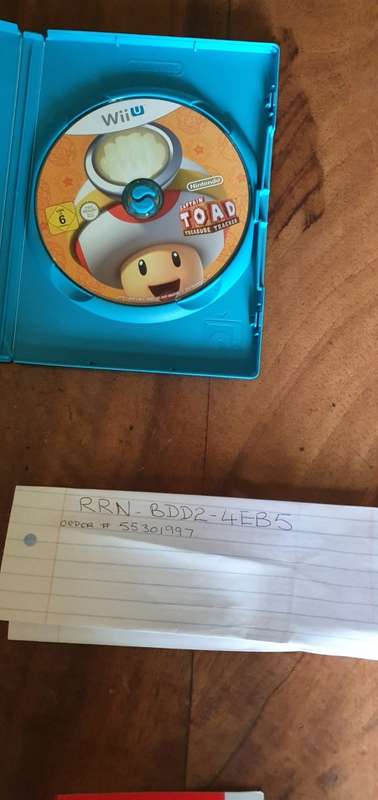 Wii U
Nintendo
CAPTAIN
TOAD
TREASURE TRACKER
6
RRN-BDD2-4EB5
ORDER # 55301997